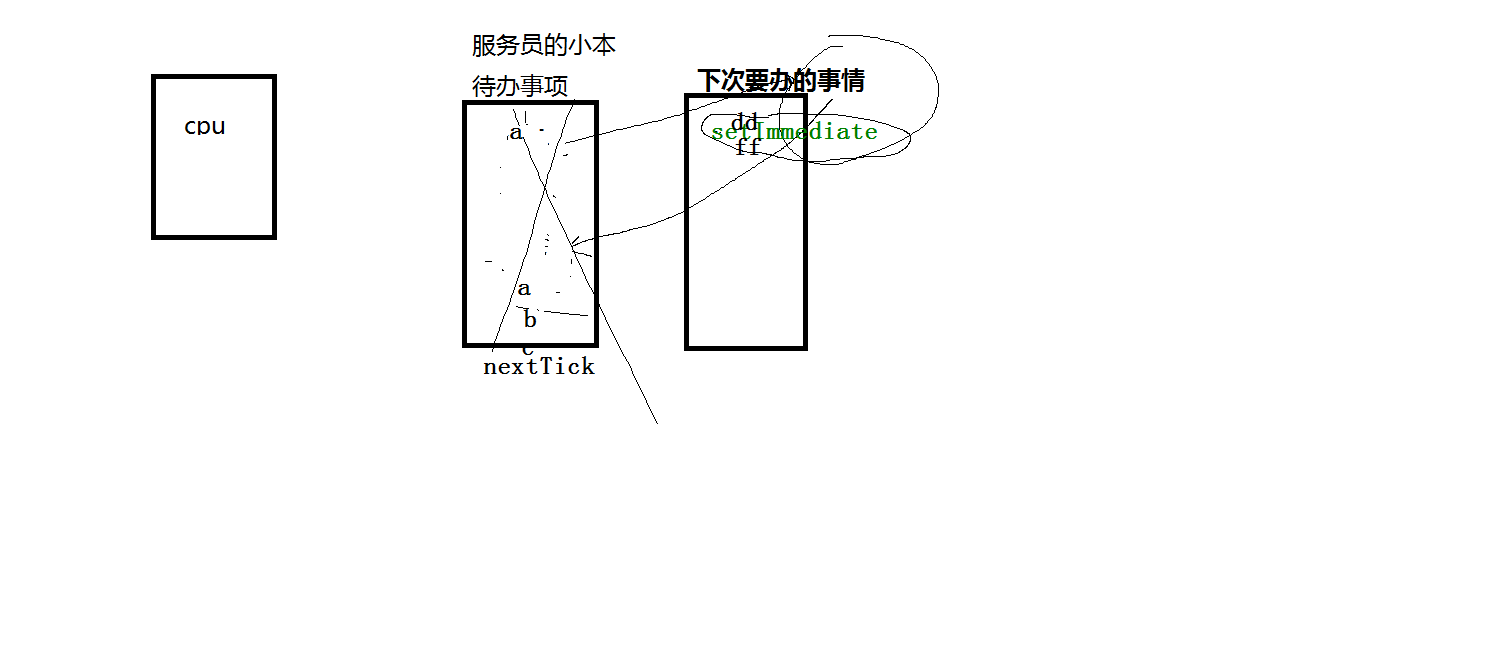 服务员的小本
待办事项
下次要办的事情
cpu
a
dd
setImmediate
ff
a
b
c
nextTick